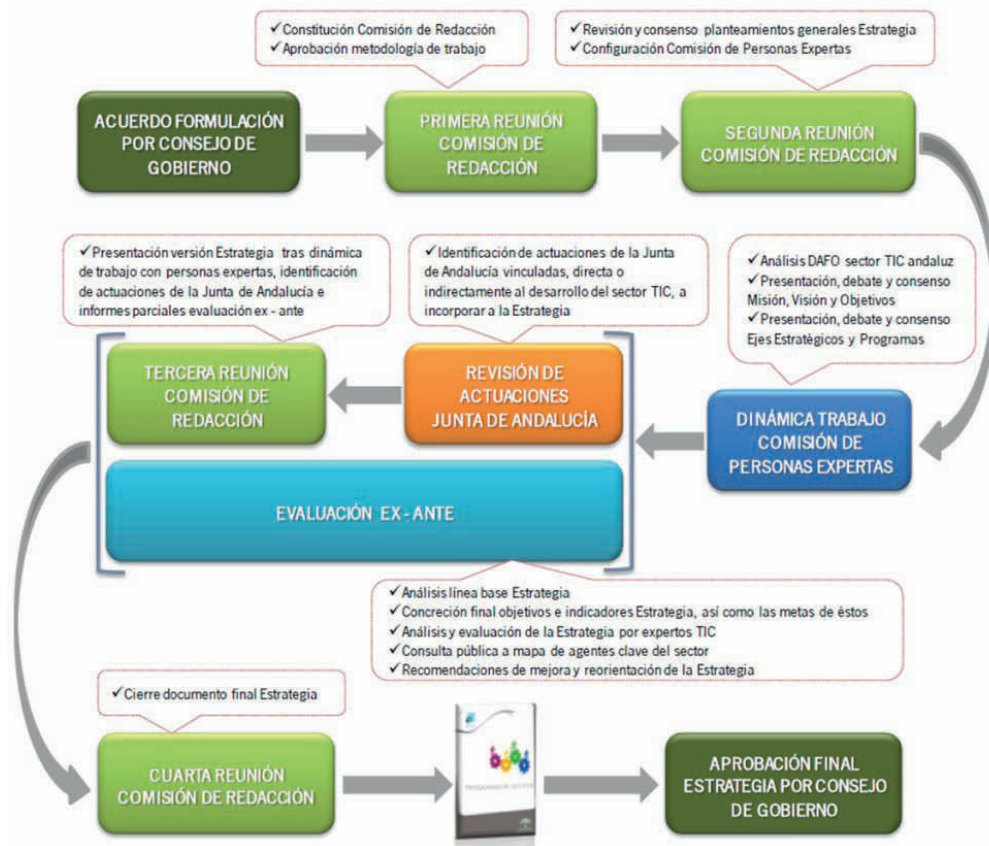 ✓Constitución Comisión de Redacción
✓Aprobación metodología de trabajo
✓Revisión y consenso planteamientos generales Estrategia
✓Configuración Comisión de Personas Expertas
ACUERDO FORMULACIÓN
POR CONSEJO DE
GOBIERNO
PRIMERA REUNIÓN
COMISIÓN DE
REDACCIÓN
SEGUNDA REUNIÓN
COMISIÓN DE REDACCIÓN
✓Análisis DAFO sector TIC andaluz
✓Presentación, debate y consenso
Misión, Visión y Objetivos
✓Presentación, debate y consenso
Ejes Estratégicos y Programas
DINÁMICA TRABAJO
COMISIÓN DE
PERSONAS EXPERTAS
✓Identificación de actuaciones de la Junta
de Andalucía vinculadas, directa o
indirectamente al desarrollo del sector TIC, a
incorporar a la Estrategia
REVISIÓN DE
ACTUACIONES
JUNTA DE ANDALUCÍA
✓Presentación versión Estrategia tras dinámica
de trabajo con personas expertas, identificación
de actuaciones de la Junta de Andalucía e
informes parciales evaluación ex - ante
TERCERA REUNIÓN
COMISIÓN DE
REDACCIÓN
EVALUACIÓN EX - ANTE
✓Análisis línea base Estrategia
✓Concreción final objetivos e indicadores Estrategia, así como las metas de éstos
✓Análisis y evaluación de la Estrategia por expertos TIC
✓Consulta pública a mapa de agentes clave del sector
✓Recomendaciones de mejora y reorientación de la Estrategia
✓Cierre documento final Estrategia
CUARTA REUNIÓN
COMISIÓN DE REDACCIÓN
APROBACIÓN FINAL
ESTRATEGIA POR CONSEJO
DE GOBIERNO